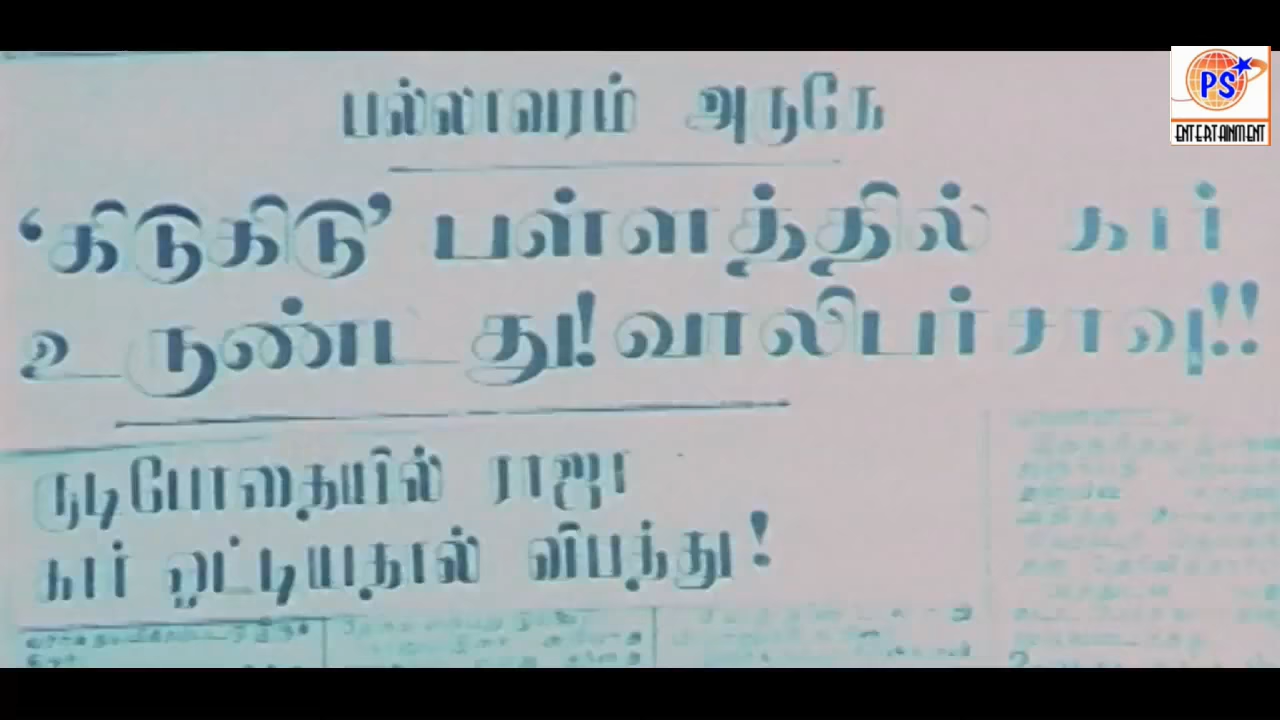 பல்லாவரம் அருகே
‘கிடுகிடு’ பள்ளத்தில் கார்
உருண்டது! வாலிபர் சாவு!!
குடிபோதையில் ராஜா
கார் ஓட்டியதால் விபத்து!
PS
ENTERTAINMENT